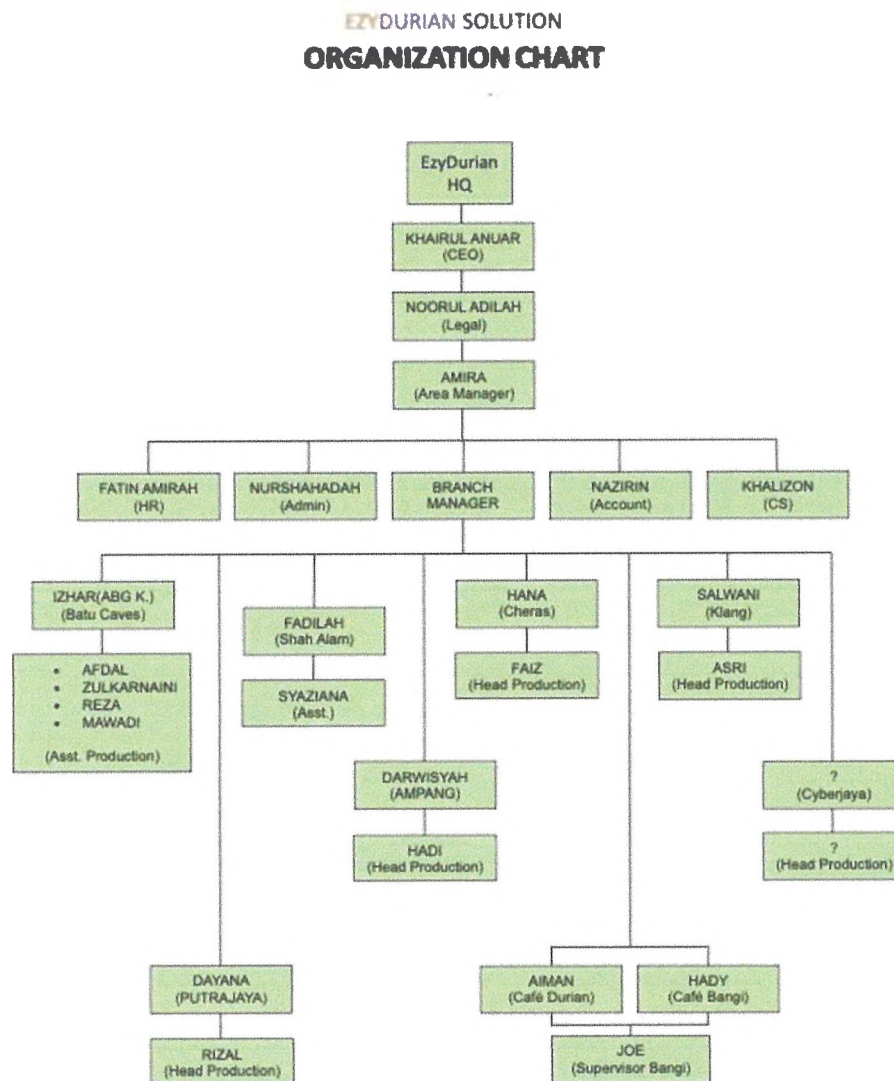 EZYDURIAN SOLUTION
ORGANIZATION CHART
EzyDurian
HQ
KHAIRUL ANUAR
(CEO)
NOORUL ADILAH
(Legal)
AMIRA
(Area Manager)
FATIN AMIRAH
(HR)
NURSHAHADAH
(Admin)
BRANCH
MANAGER
NAZIRIN
(Account)
KHALIZON
(CS)
IZHAR(ABG K.)
(Batu Caves)
• AFDAL
• ZULKARNAINI
• REZA
• MAWADI
(Asst. Production)
FADILAH
(Shah Alam)
SYAZIANA
(Asst.)
HANA
(Cheras)
FAIZ
(Head Production)
SALWANI
(Klang)
ASRI
(Head Production)
DARWISYAH
(AMPANG)
HADI
(Head Production)
?
(Cyberjaya)
?
(Head Production)
DAYANA
(PUTRAJAYA)
RIZAL
(Head Production)
AIMAN
(Café Durian)
HADY
(Café Bangi)
JOE
(Supervisor Bangi)